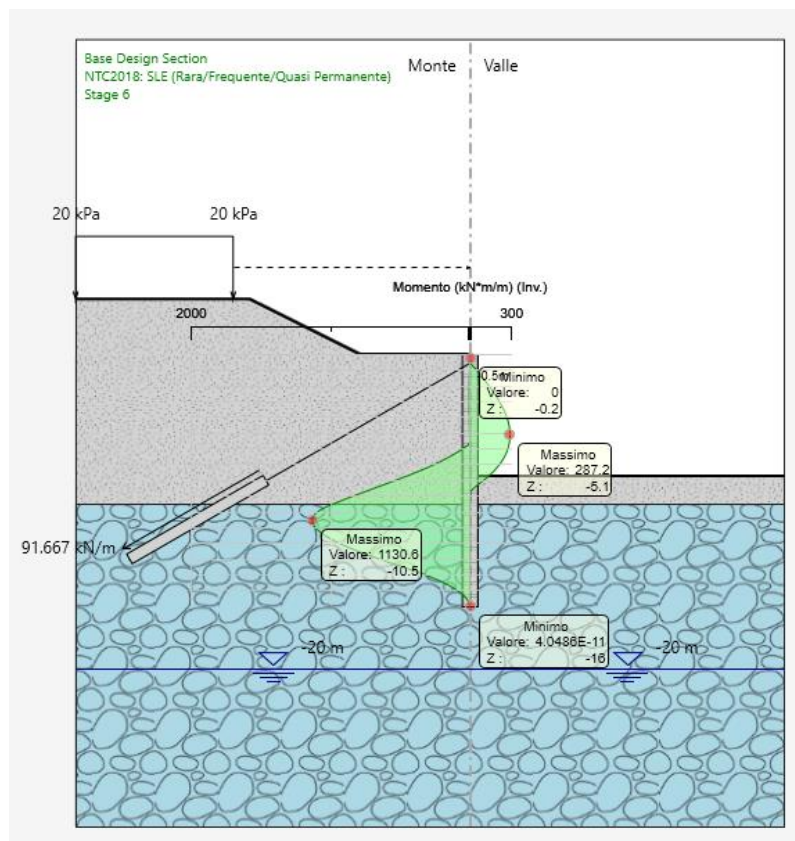 Base Design Section
NTC2018: SLE (Rara/Frequente/Quasi Permanente)
Stage 6
Monte
Valle
20 kPa
20 kPa
Momento (kN*m/m) (Inv.)
2000
300
0.5m
Minimo
Valore: 0
Z : -0.2
Massimo
Valore: 287.2
Z : -5.1
91.667 kN/m
Massimo
Valore: 1130.6
Z : -10.5
Minimo
Valore: 4.0486E-11
Z : -16
-20 m
-20 m